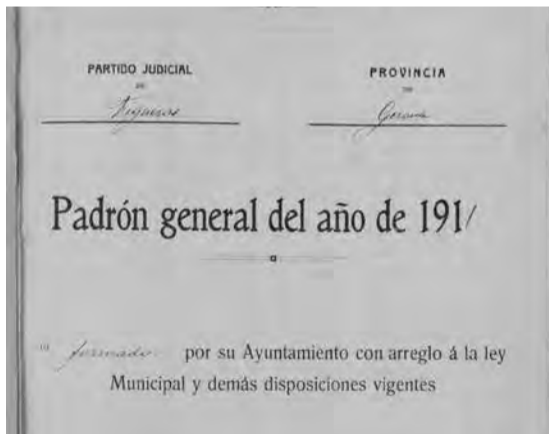 PARTIDO JUDICIAL
DE
Figueras
PROVINCIA
DE
Gerona
Padrón general del año de 1911
(1) formado por su Ayuntamiento con arreglo á la ley
Municipal y demás disposiciones vigentes